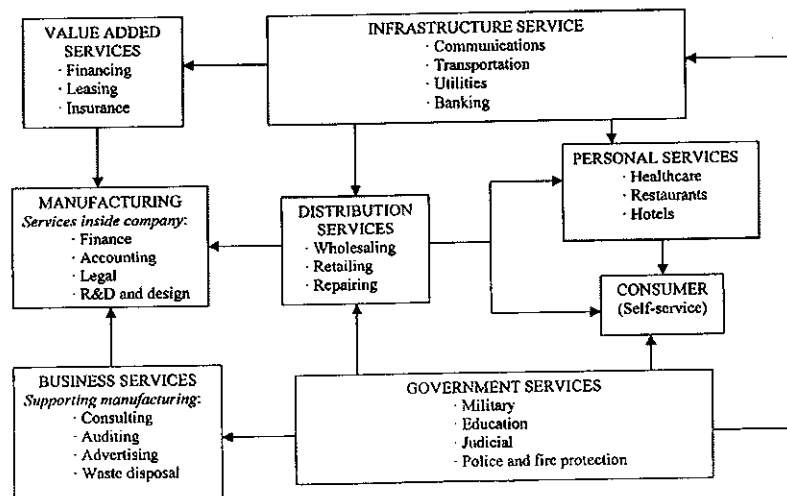 VALUE ADDED
SERVICES
· Financing
· Leasing
· Insurance
INFRASTRUCTURE SERVICE
· Communications
· Transportation
· Utilities
· Banking
PERSONAL SERVICES
· Healthcare
· Restaurants
· Hotels
MANUFACTURING
Services inside company:
· Finance
· Accounting
· Legal
· R&D and design
DISTRIBUTION
SERVICES
· Wholesaling
· Retailing
· Repairing
CONSUMER
(Self-service)
BUSINESS SERVICES
Supporting manufacturing:
· Consulting
· Auditing
· Advertising
· Waste disposal
GOVERNMENT SERVICES
· Military
· Education
· Judicial
· Police and fire protection